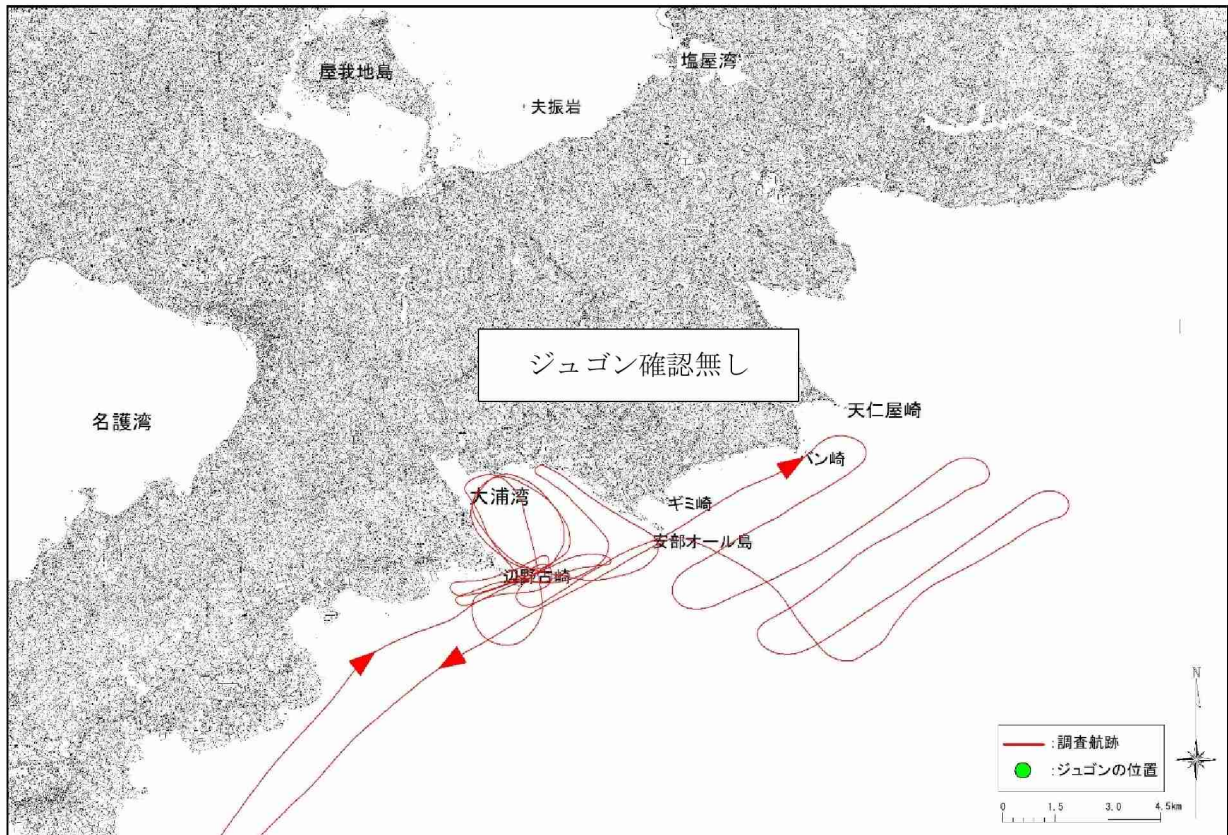 塩屋湾
屋我地島
夫振岩
ジュゴン確認無し
天仁屋崎
名護湾
バン崎
大浦湾
ギミ崎
安部オール島
辺野古崎
N
:調査航跡
:ジュゴンの位置
0 1.5 3.0 4.5km